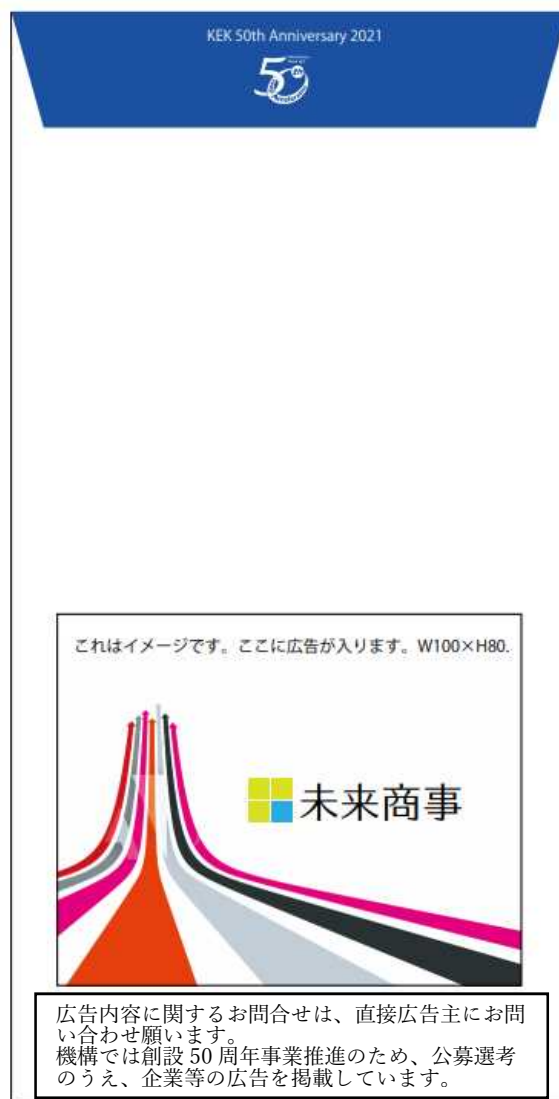 KEK 50th Anniversary 2021
50
これはイメージです。ここに広告が入ります。W100×H80.
未来商事
広告内容に関するお問合せは、直接広告主にお問
い合わせ願います。
機構では創設 50 周年事業推進のため、公募選考
のうえ、企業等の広告を掲載しています。